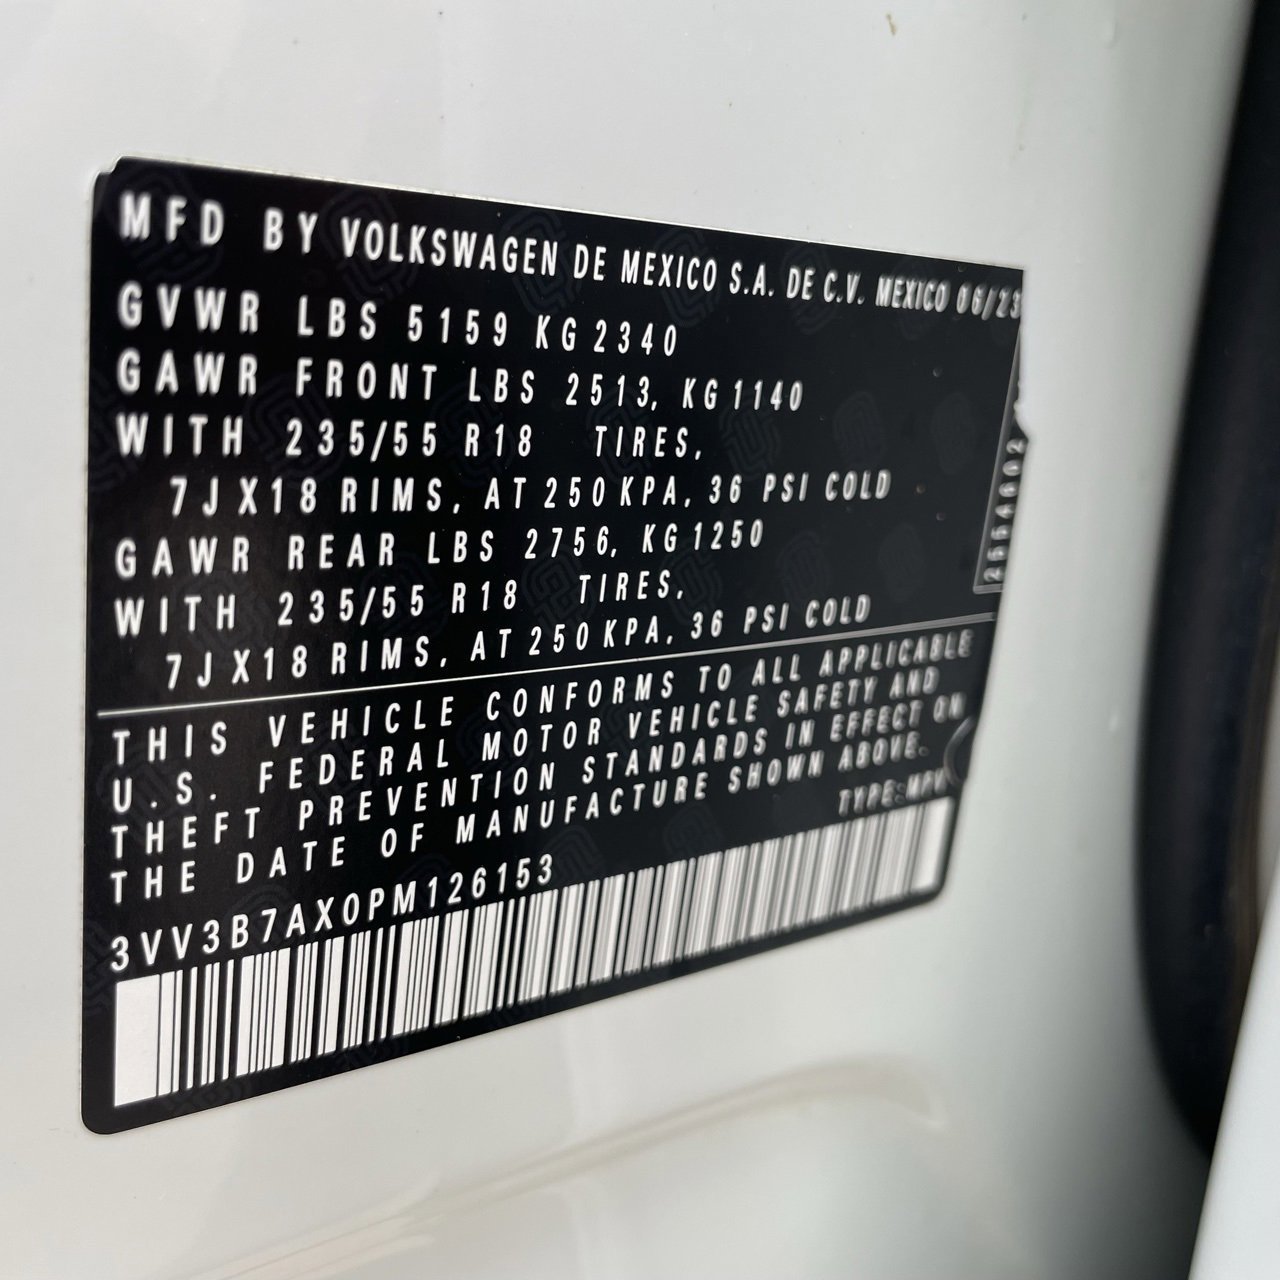 MFD BY VOLKSWAGEN DE MEXICO S.A. DE C.V. MEXICO 06/23
GVWR LBS 5159 KG 2340
GAWR FRONT LBS 2513, KG 1140
WITH 235/55 R18 TIRES,
7J X18 RIMS, AT 250 KPA, 36 PSI COLD
GAWR REAR LBS 2756, KG 1250
WITH 235/55 R18 TIRES,
7J X18 RIMS, AT 250 KPA, 36 PSI COLD
THIS VEHICLE CONFORMS TO ALL APPLICABLE
U.S. FEDERAL MOTOR VEHICLE SAFETY AND
THEFT PREVENTION STANDARDS IN EFFECT ON
THE DATE OF MANUFACTURE SHOWN ABOVE.
TYPE:MPV
3VV3B7AX0PM126153